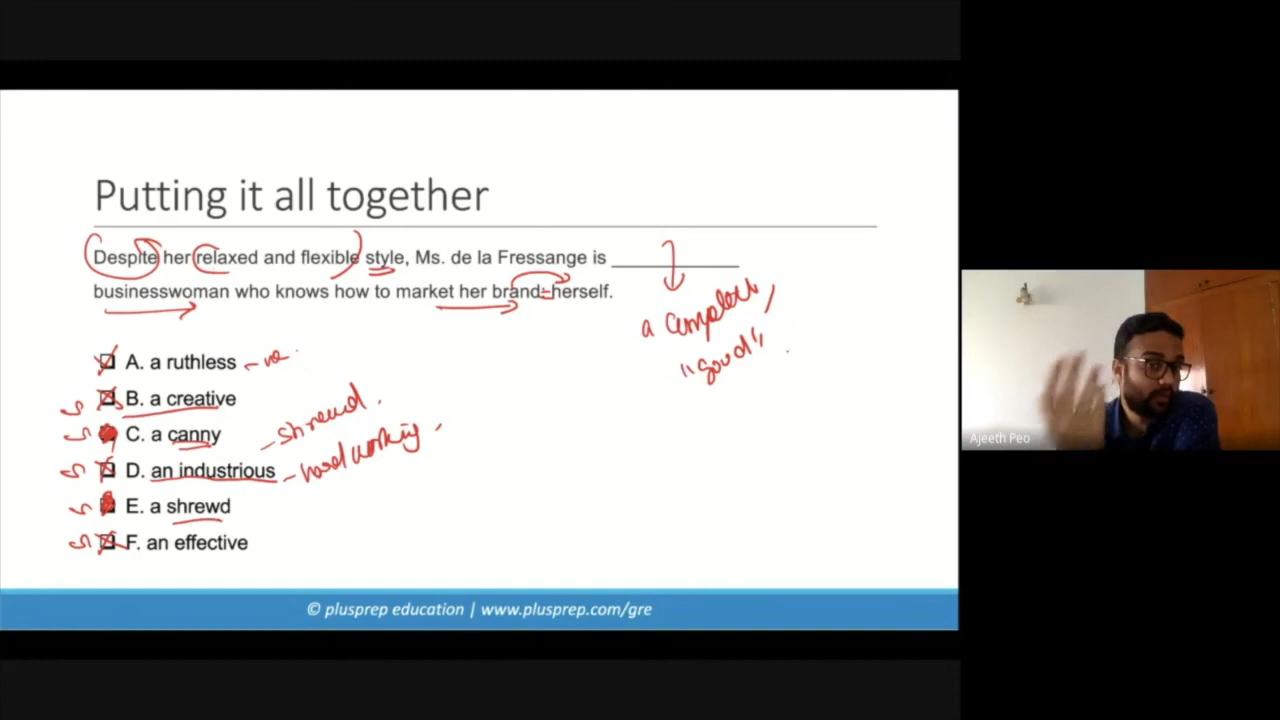 Putting it all together
Despite her relaxed and flexible style, Ms. de la Fressange is ____________
businesswoman who knows how to market her brand: herself.
a
"good"
A. a ruthless -ve
B. a creative
C. a canny - shrewd.
D. an industrious - hard working
E. a shrewd
F. an effective
© plusprep education | www.plusprep.com/gre
Ajeeth Peo